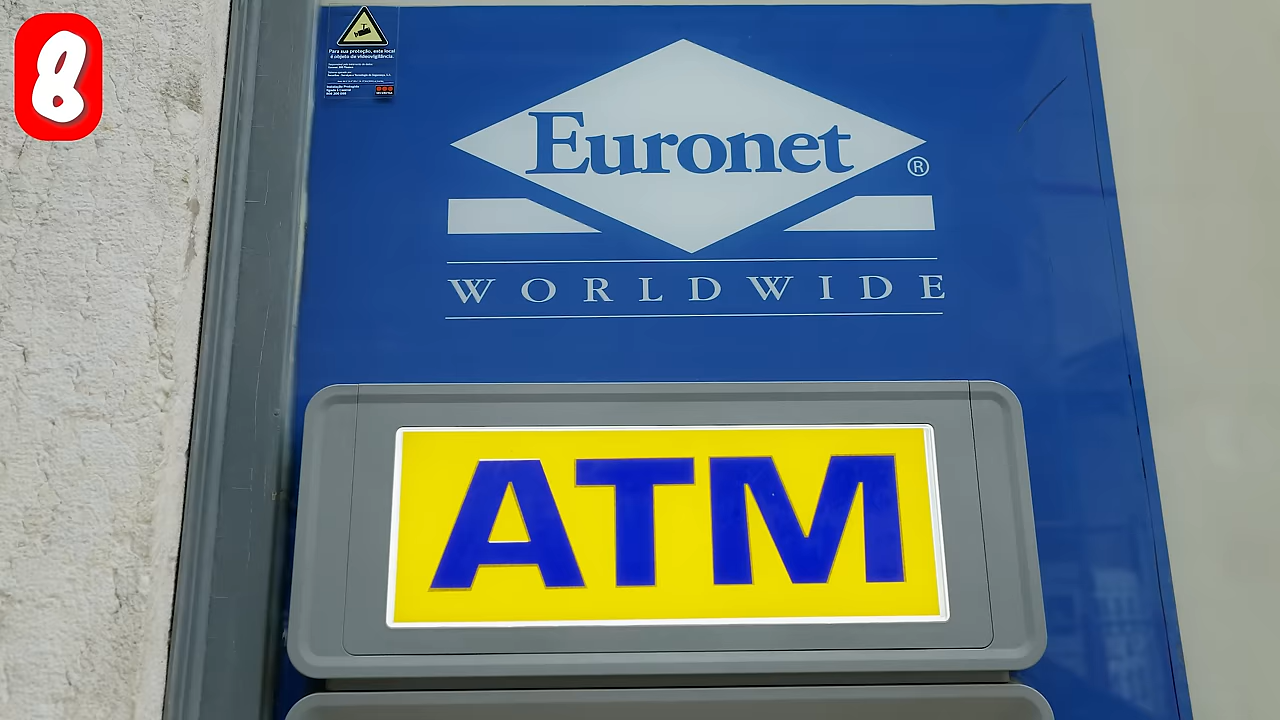 8
Para sua proteção, este local
é objeto de videovigilância.
Euronet
®
WORLDWIDE
ATM